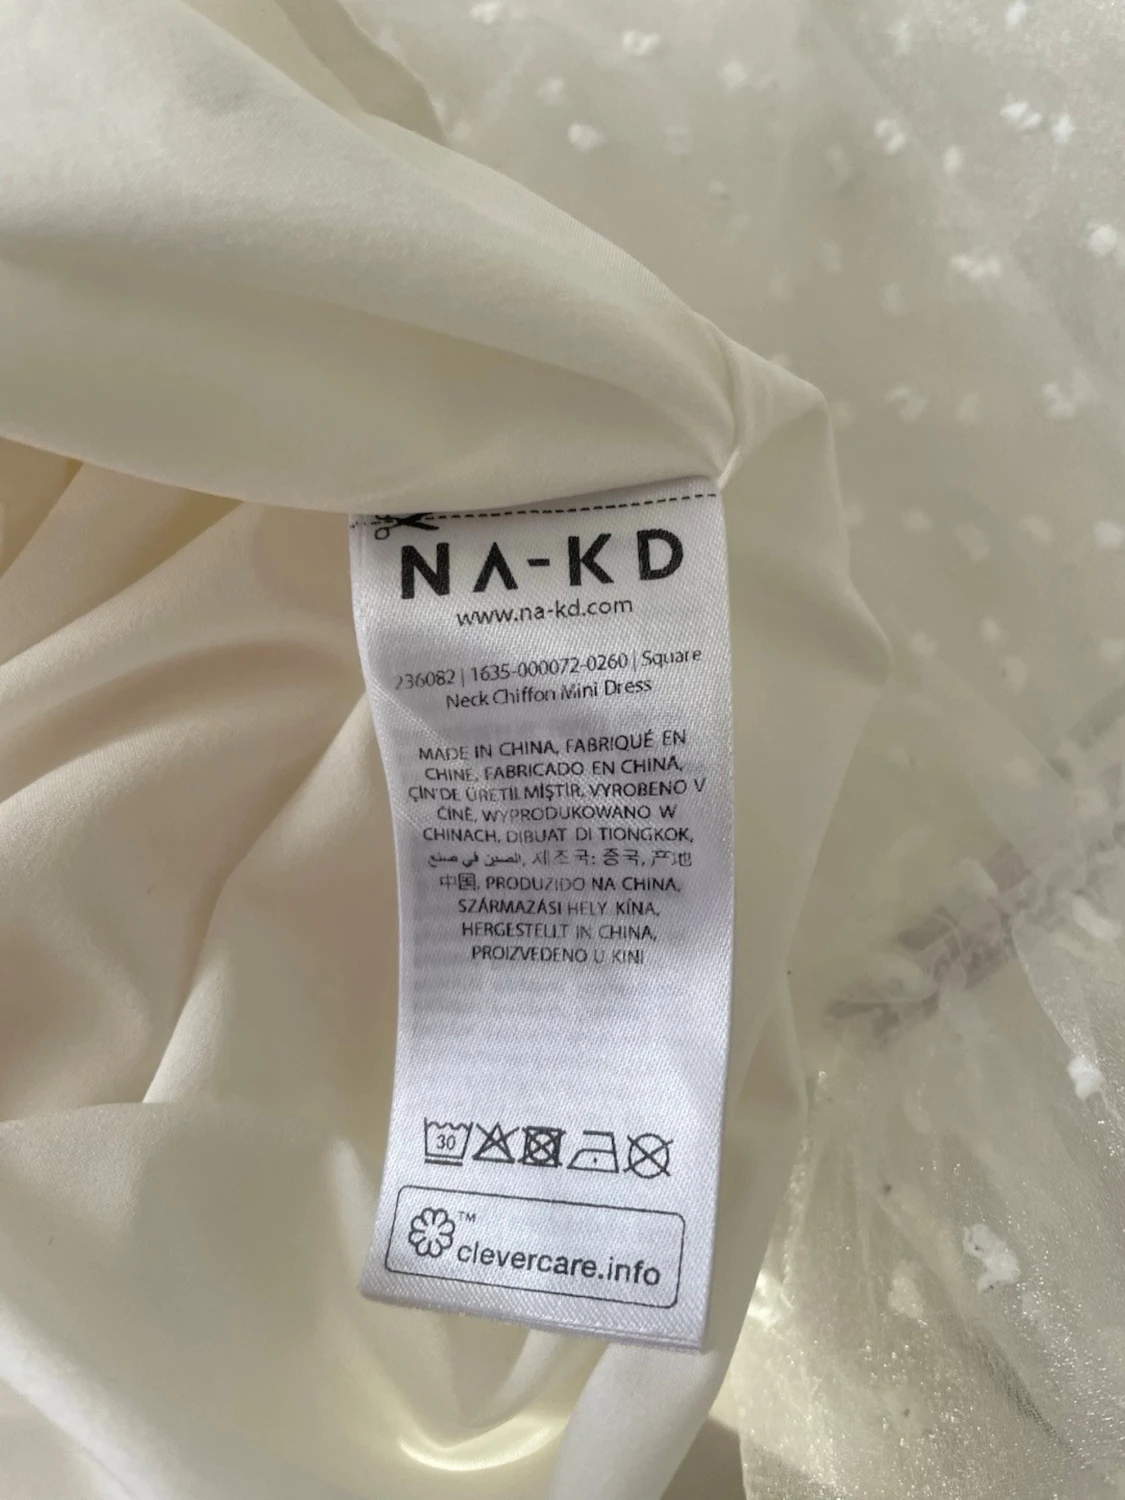 NA-KD
www.na-kd.com
236082 | 1635-000072-0260 | Square
Neck Chiffon Mini Dress
MADE IN CHINA, FABRIQUÉ EN
CHINE, FABRICADO EN CHINA,
ÇIN'DE ÜRETILMIŞTIR, VYROBENO V
ČÍNĚ, WYPRODUKOWANO W
CHINACH, DIBUAT DI TIONGKOK,
الصين في صنع, 제조국: 중국, 产地
中国, PRODUZIDO NA CHINA,
SZÁRMAZÁSI HELY KÍNA,
HERGESTELLT IN CHINA,
PROIZVEDENO U KINI
30
™
clevercare.info